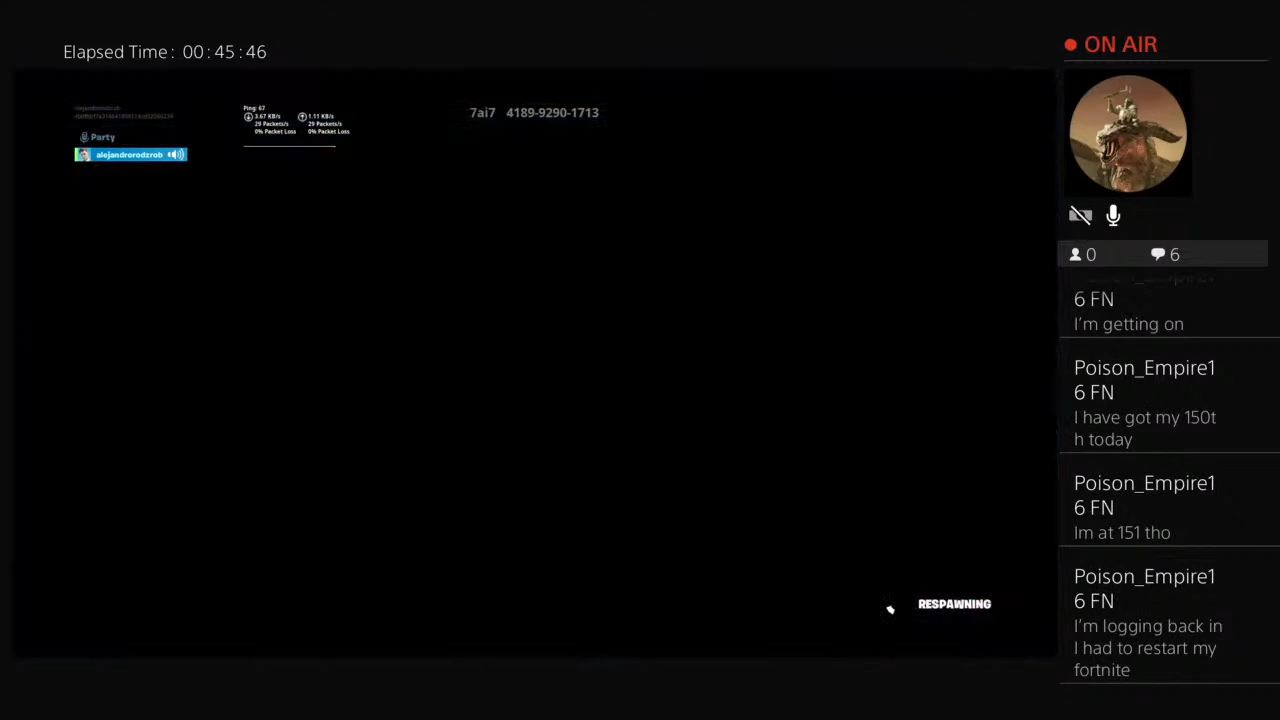 Elapsed Time: 00:45:46
ON AIR
Ping: 67
3.67 KB/s 1.11 KB/s
29 Packets/s 29 Packets/s
0% Packet Loss 0% Packet Loss
7ai7 4189-9290-1713
Party
alejandrorodzrob
0 6
6 FN
I'm getting on
Poison_Empire1
6 FN
I have got my 150t
h today
Poison_Empire1
6 FN
Im at 151 tho
Poison_Empire1
6 FN
I'm logging back in
I had to restart my
fortnite
RESPAWNING